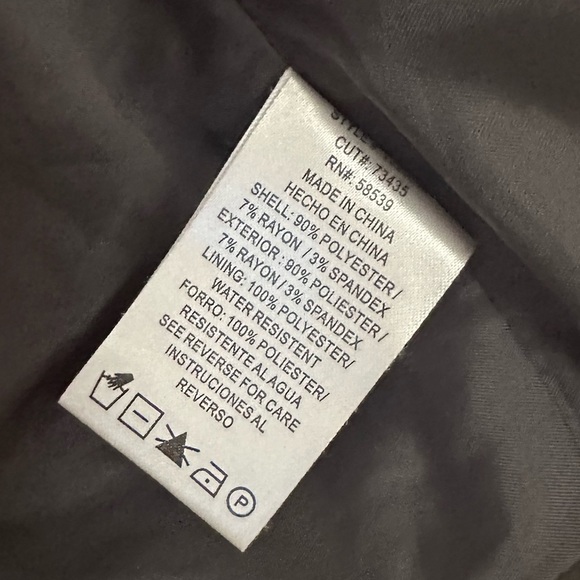 CUT#: 73435
RN#: 58539
MADE IN CHINA
HECHO EN CHINA
SHELL: 90% POLYESTER /
7% RAYON / 3% SPANDEX
EXTERIOR : 90% POLIESTER /
7% RAYON / 3% SPANDEX
LINING: 100% POLYESTER/
WATER RESISTENT
FORRO: 100% POLIESTER/
RESISTENTE AL AGUA
SEE REVERSE FOR CARE
INSTRUCIONES AL
REVERSO
P